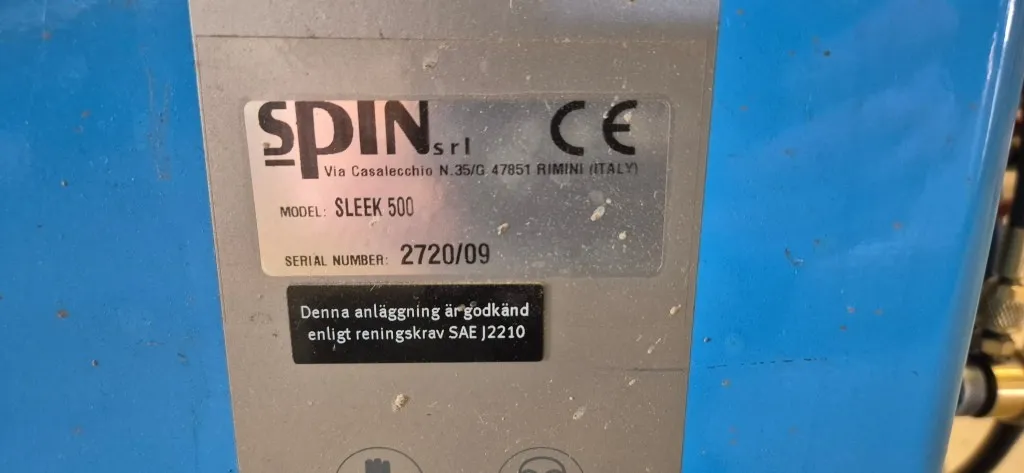 SPIN srl CE
Via Casalecchio N.35/G 47851 RIMINI (ITALY)
MODEL: SLEEK 500
SERIAL NUMBER: 2720/09
Denna anläggning är godkänd
enligt reningskrav SAE J2210